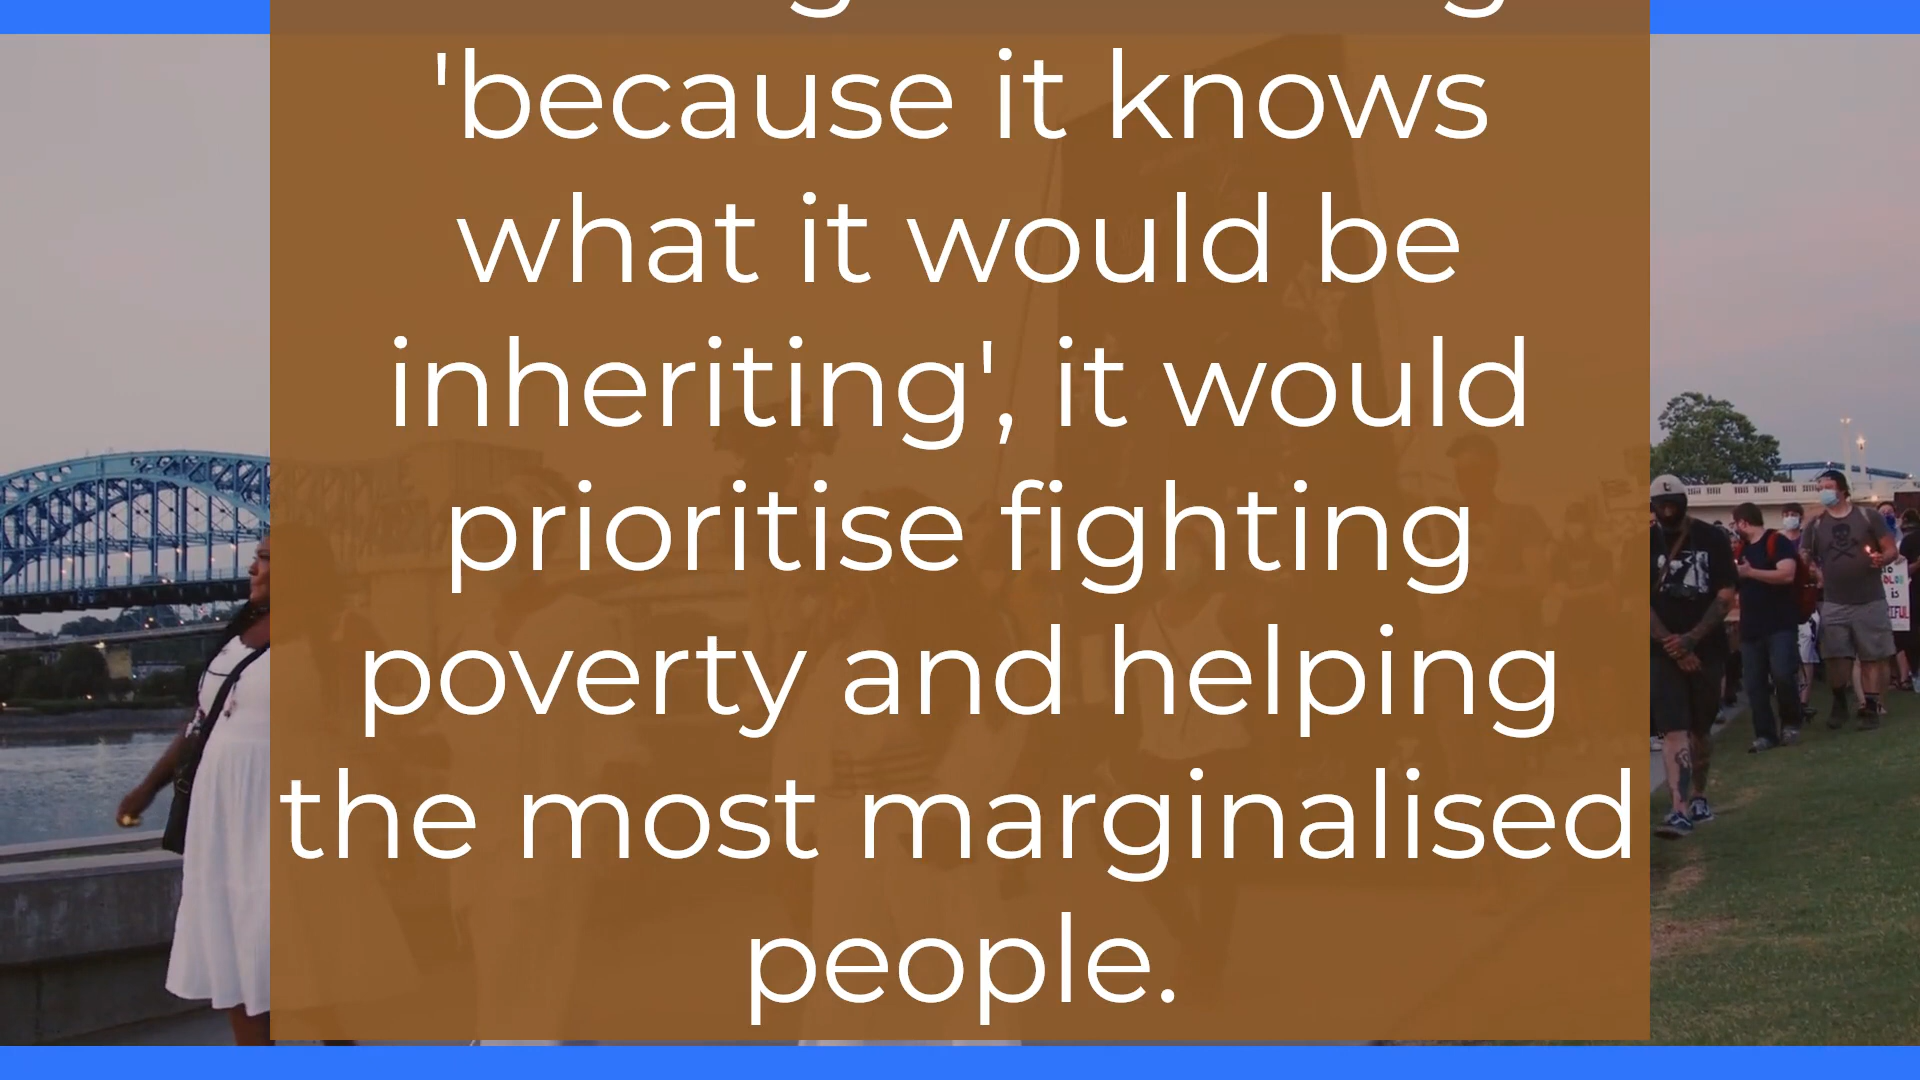 'because it knows
what it would be
inheriting', it would
prioritise fighting
poverty and helping
the most marginalised
people.
is